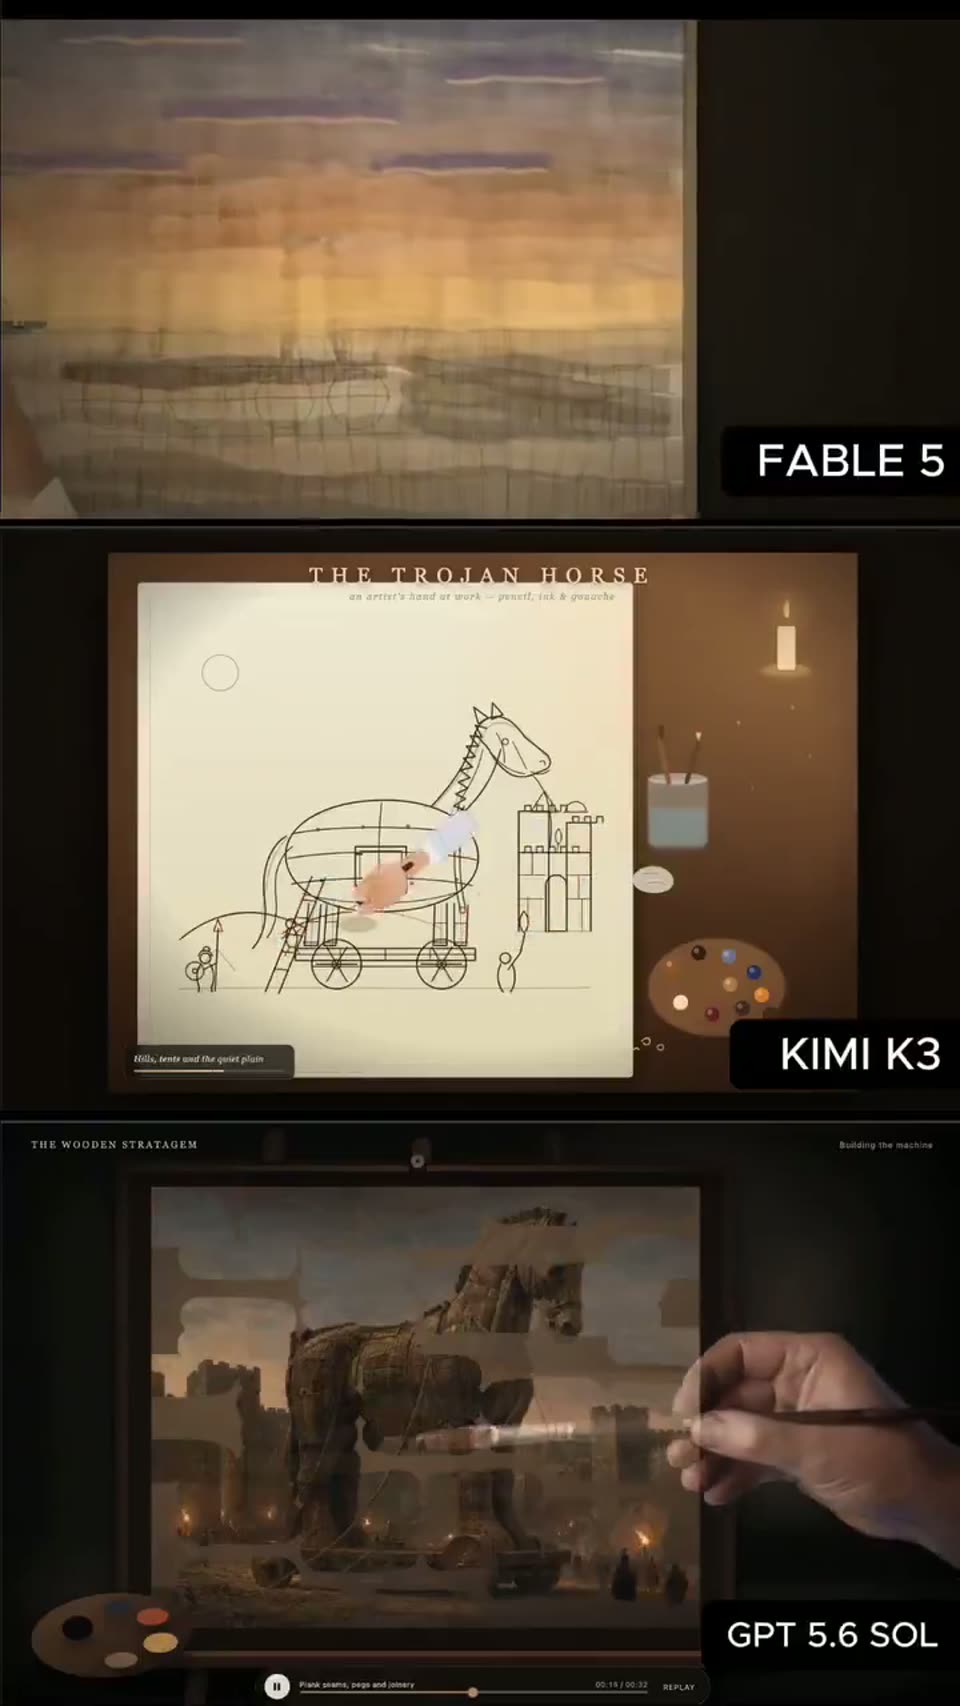 FABLE 5
THE TROJAN HORSE
an artist's hand at work — pencil, ink & gouache
Hills, tents and the quiet plain
KIMI K3
THE WOODEN STRATAGEM
Building the machine
GPT 5.6 SOL
Plank seams, pegs and joinery
00:16 / 00:32
REPLAY